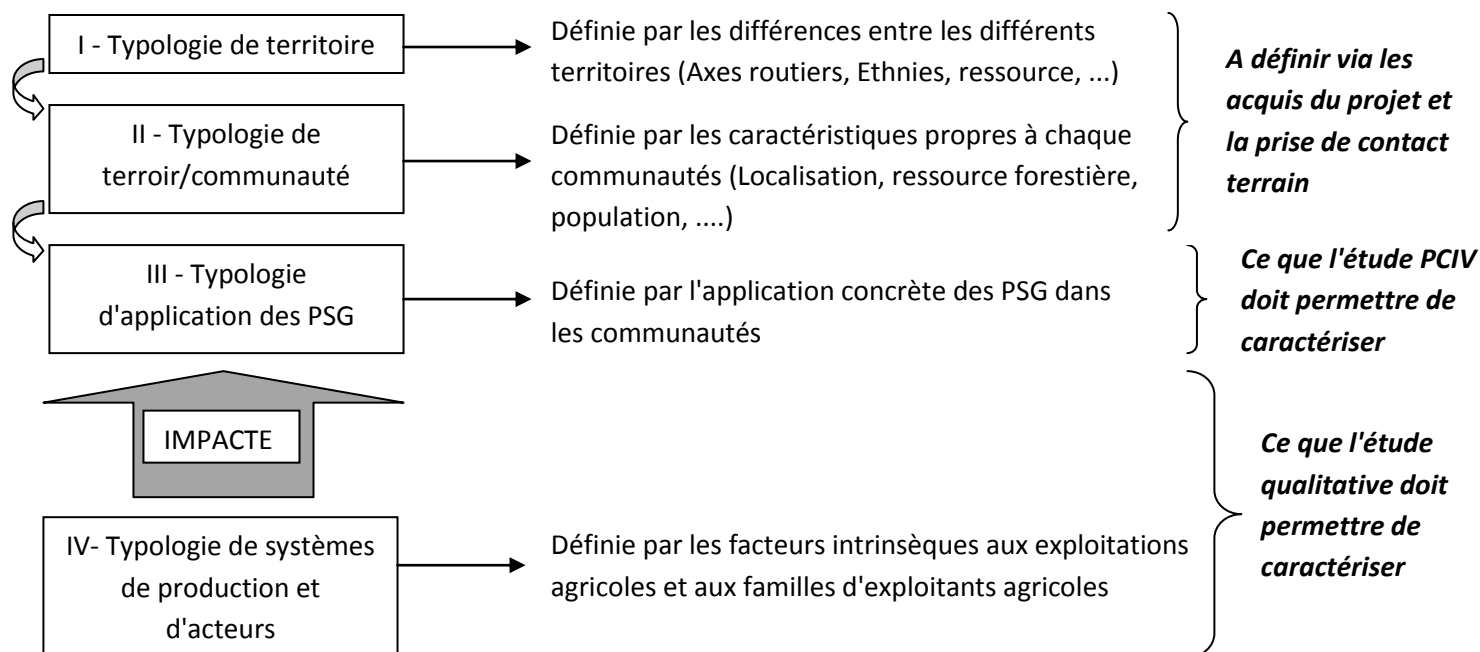 I - Typologie de territoire
Définie par les différences entre les différents
territoires (Axes routiers, Ethnies, ressource, ...)
A définir via les
acquis du projet et
la prise de contact
terrain
II - Typologie de
terroir/communauté
Définie par les caractéristiques propres à chaque
communautés (Localisation, ressource forestière,
population, ....)
III - Typologie
d'application des PSG
Définie par l'application concrète des PSG dans
les communautés
Ce que l'étude PCIV
doit permettre de
caractériser
IMPACTE
IV- Typologie de systèmes
de production et
d'acteurs
Définie par les facteurs intrinsèques aux exploitations
agricoles et aux familles d'exploitants agricoles
Ce que l'étude
qualitative doit
permettre de
caractériser